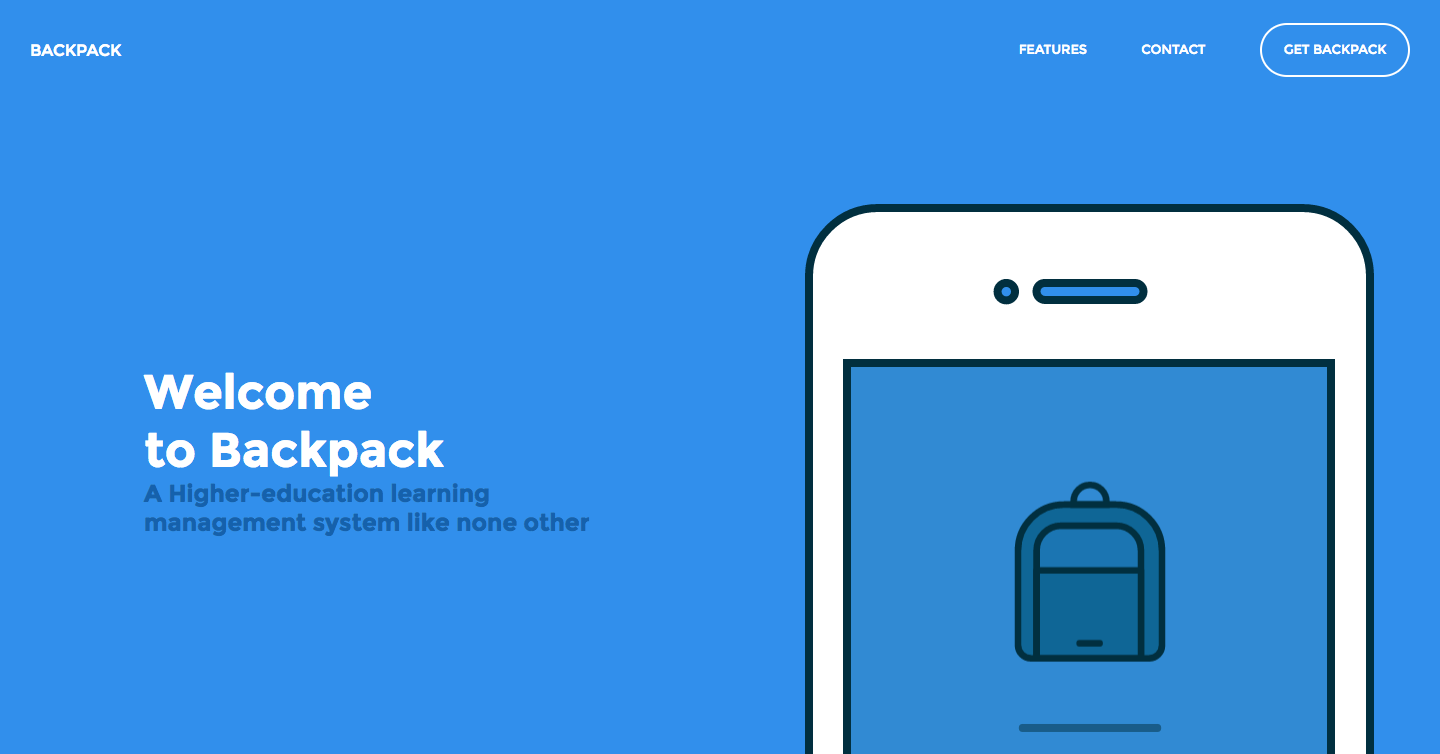 BACKPACK
FEATURES
CONTACT
GET BACKPACK
Welcome
to Backpack
A Higher-education learning
management system like none other